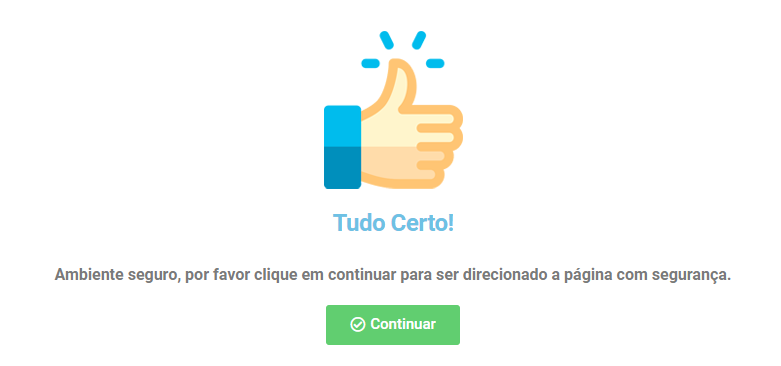 Tudo Certo!
Ambiente seguro, por favor clique em continuar para ser direcionado a página com segurança.
Continuar